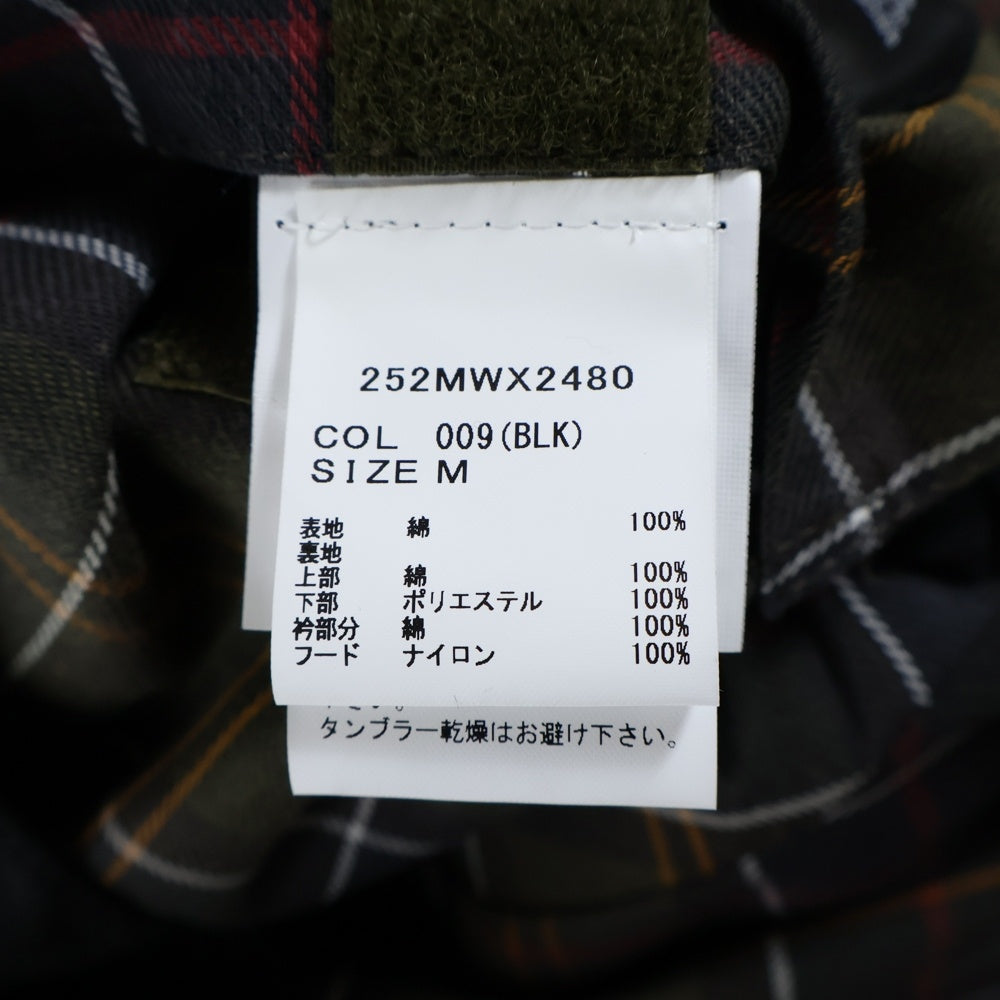 252MWX2480
COL 009(BLK)
SIZE M
表地 綿 100%
裏地
上部 綿 100%
下部 ポリエステル 100%
衿部分 綿 100%
フード ナイロン 100%
タンブラー乾燥はお避け下さい。